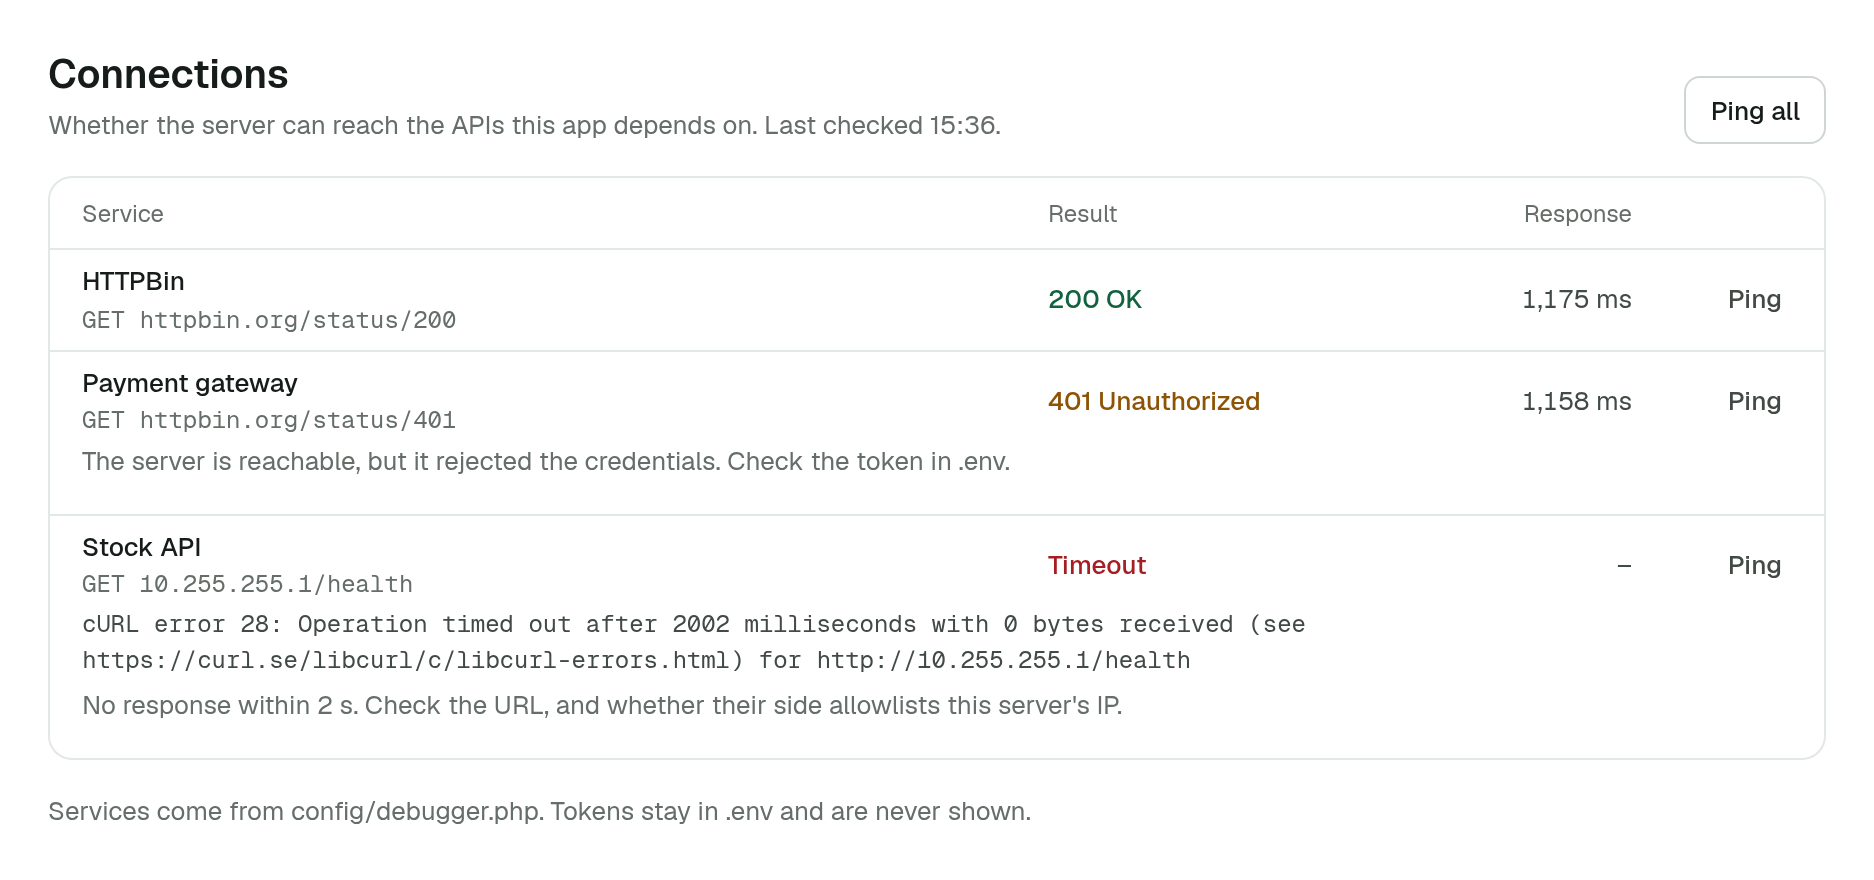 Connections
Whether the server can reach the APIs this app depends on. Last checked 15:36.
Ping all
Service Result Response
HTTPBin
GET httpbin.org/status/200
200 OK 1,175 ms Ping
Payment gateway
GET httpbin.org/status/401
401 Unauthorized 1,158 ms Ping
The server is reachable, but it rejected the credentials. Check the token in .env.
Stock API
GET 10.255.255.1/health
Timeout – Ping
cURL error 28: Operation timed out after 2002 milliseconds with 0 bytes received (see
https://curl.se/libcurl/c/libcurl-errors.html) for http://10.255.255.1/health
No response within 2 s. Check the URL, and whether their side allowlists this server's IP.
Services come from config/debugger.php. Tokens stay in .env and are never shown.